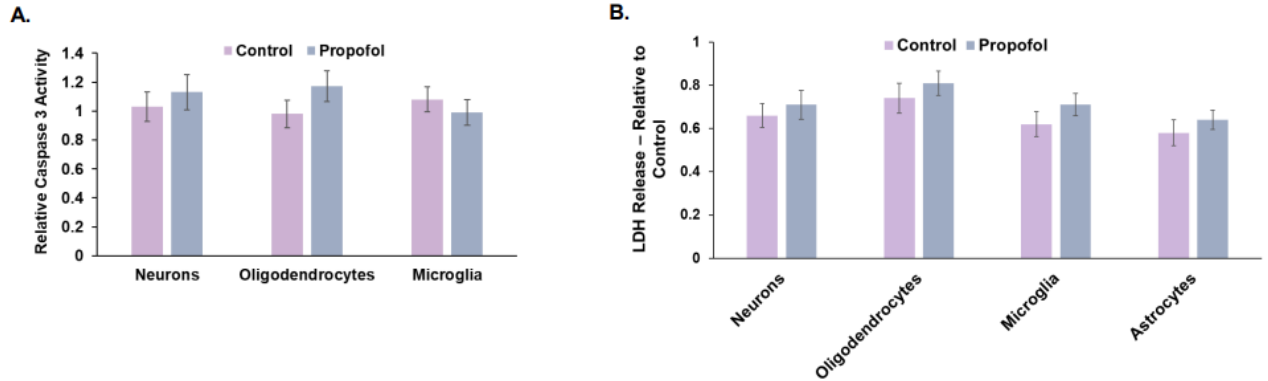 A.
Relative Caspase 3 Activity
1.4
1.2
1
0.8
0.6
0.4
0.2
0
Control Propofol
Neurons Oligodendrocytes Microglia
B.
LDH Release – Relative to
Control
1
0.8
0.6
0.4
0.2
0
Control Propofol
Neurons
Oligodendrocytes
Microglia
Astrocytes